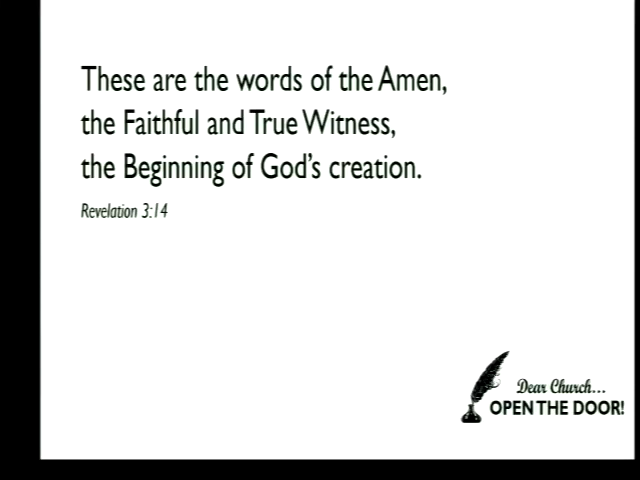 These are the words of the Amen,
the Faithful and True Witness,
the Beginning of God's creation.
Revelation 3:14
Dear Church...
OPEN THE DOOR!